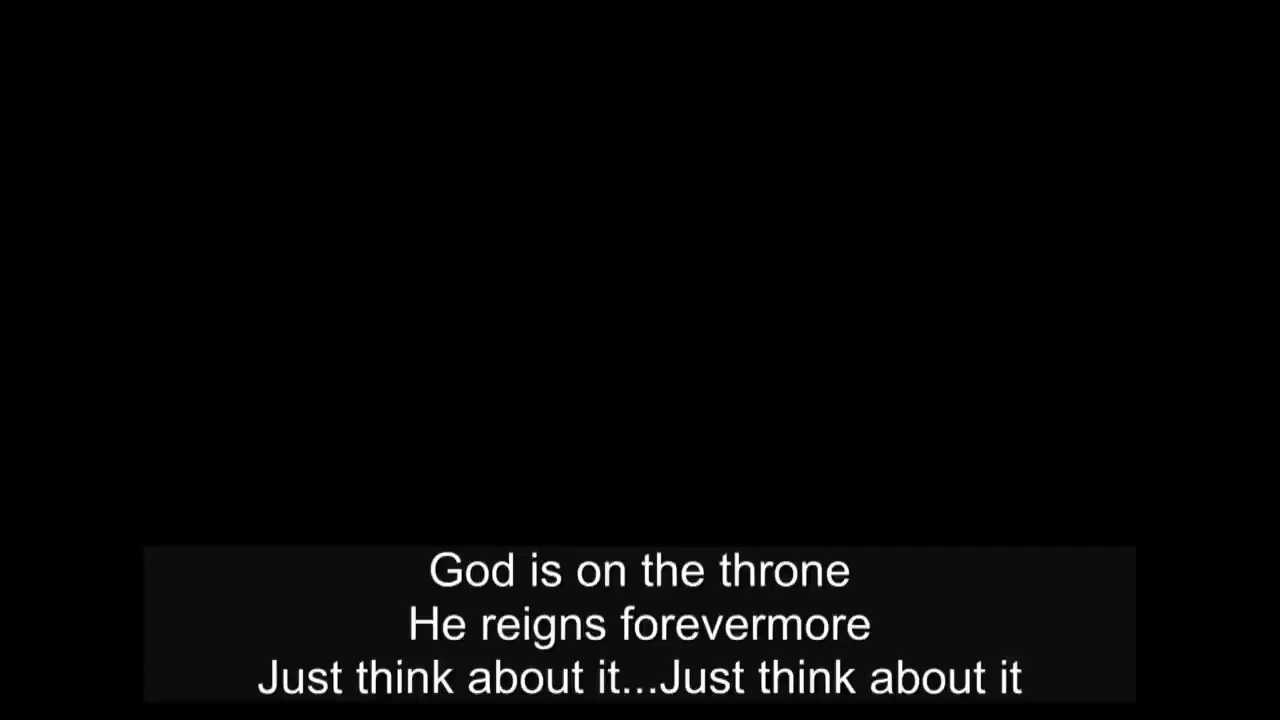 God is on the throne
He reigns forevermore
Just think about it...Just think about it